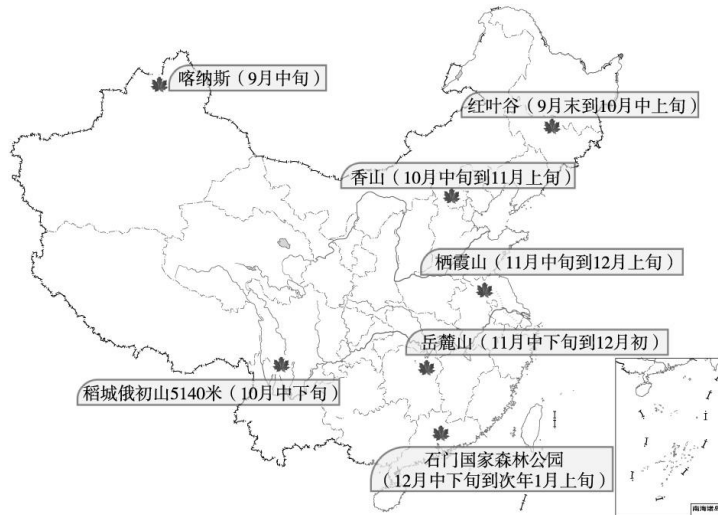 喀纳斯（9月中旬）
红叶谷（9月末到10月中上旬）
香山（10月中旬到11月上旬）
栖霞山（11月中旬到12月上旬）
岳麓山（11月中下旬到12月初）
稻城俄初山5140米（10月中下旬）
石门国家森林公园
（12月中下旬到次年1月上旬）
南海诸岛